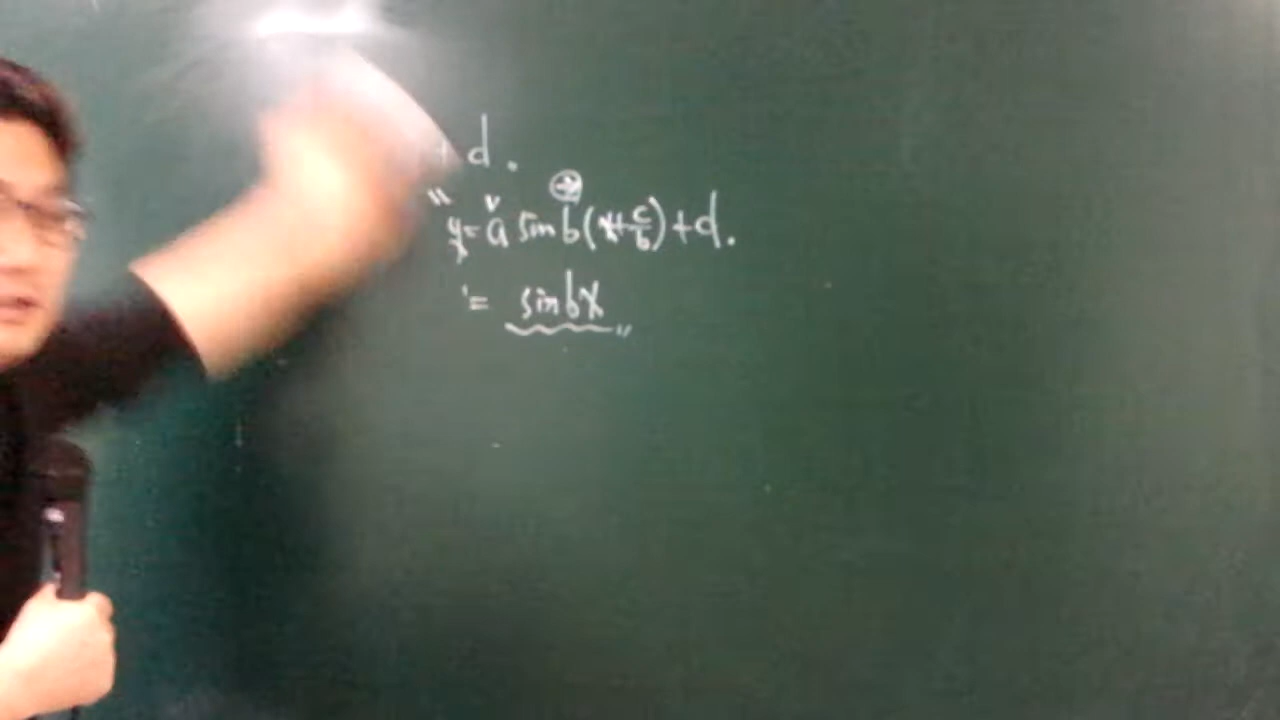 + d.
y = a sin b(x + c/b) + d.
= sin bx